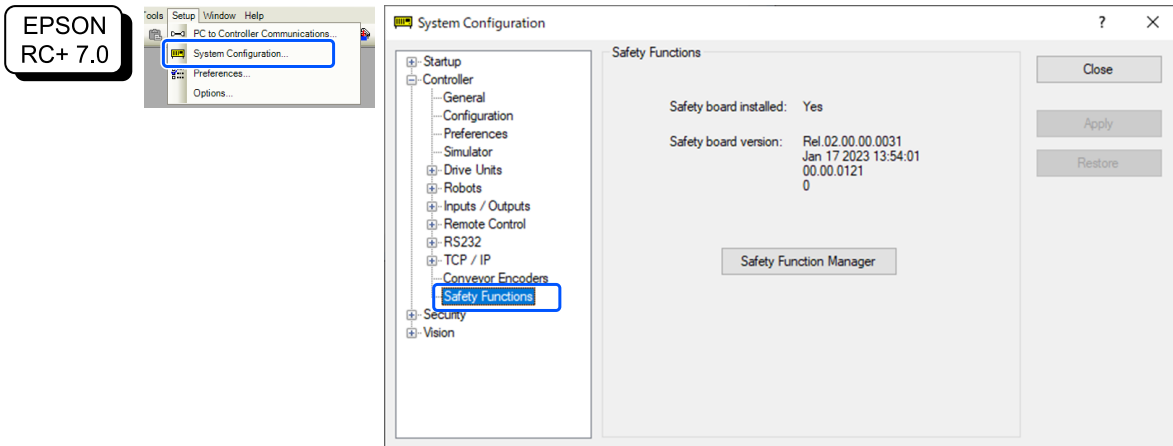 EPSON
RC+ 7.0
Tools Setup Window Help
PC to Controller Communications...
System Configuration...
Preferences...
Options...
System Configuration
?
Startup
Controller
General
Configuration
Preferences
Simulator
Drive Units
Robots
Inputs / Outputs
Remote Control
RS232
TCP / IP
Conveyor Encoders
Safety Functions
Security
Vision
Safety Functions
Safety board installed: Yes
Safety board version: Rel.02.00.00.0031
Jan 17 2023 13:54:01
00.00.0121
0
Safety Function Manager
Close
Apply
Restore